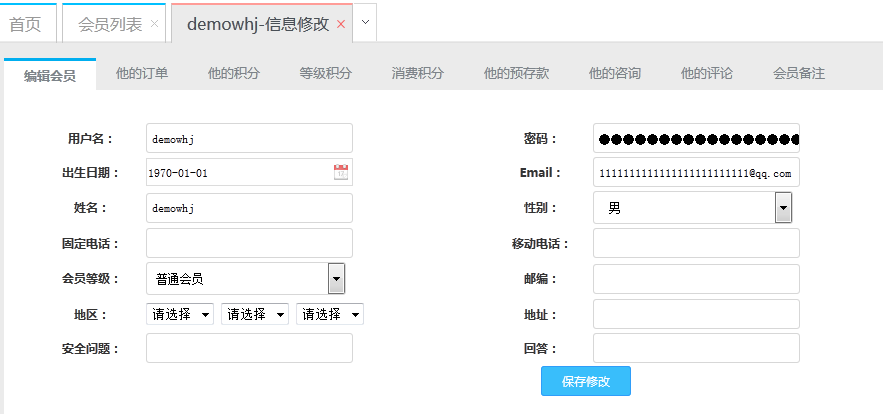 首页 会员列表 demowhj-信息修改
编辑会员 他的订单 他的积分 等级积分 消费积分 他的预存款 他的咨询 他的评论 会员备注
用户名： demowhj 密码： ●●●●●●●●●●●●●●●●●
出生日期： 1970-01-01 Email： 1111111111111111111111111@qq.com
姓名： demowhj 性别： 男
固定电话： 移动电话：
会员等级： 普通会员 邮编：
地区： 请选择 请选择 请选择 地址：
安全问题： 回答：
保存修改